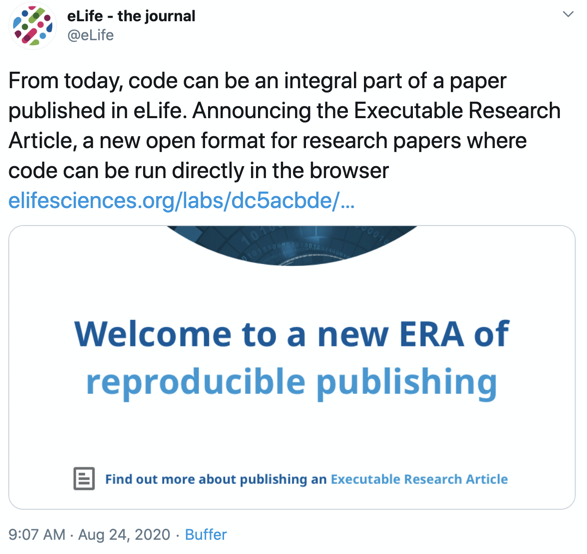 eLife - the journal
@eLife
From today, code can be an integral part of a paper
published in eLife. Announcing the Executable Research
Article, a new open format for research papers where
code can be run directly in the browser
elifesciences.org/labs/dc5acbde/...
Welcome to a new ERA of
reproducible publishing
Find out more about publishing an Executable Research Article
9:07 AM · Aug 24, 2020 · Buffer